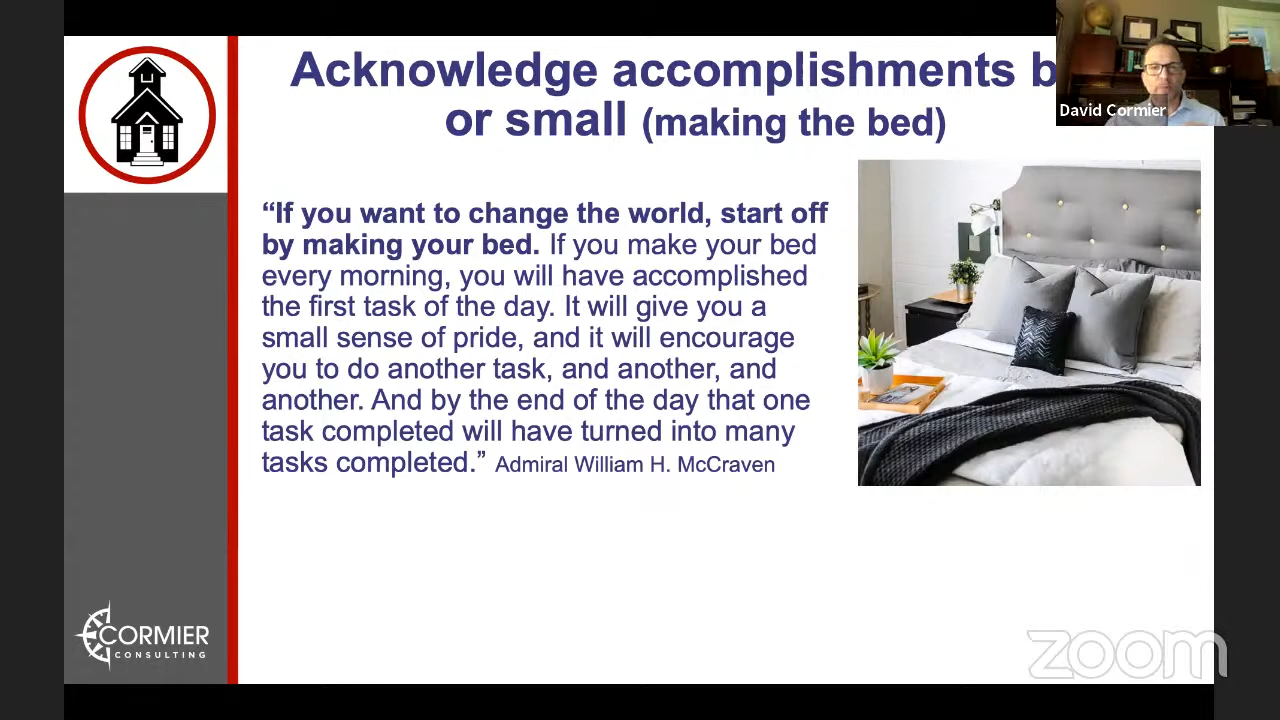 Acknowledge accomplishments b
or small (making the bed)
David Cormier
“If you want to change the world, start off
by making your bed. If you make your bed
every morning, you will have accomplished
the first task of the day. It will give you a
small sense of pride, and it will encourage
you to do another task, and another, and
another. And by the end of the day that one
task completed will have turned into many
tasks completed.” Admiral William H. McCraven
CORMIER
CONSULTING
zoom